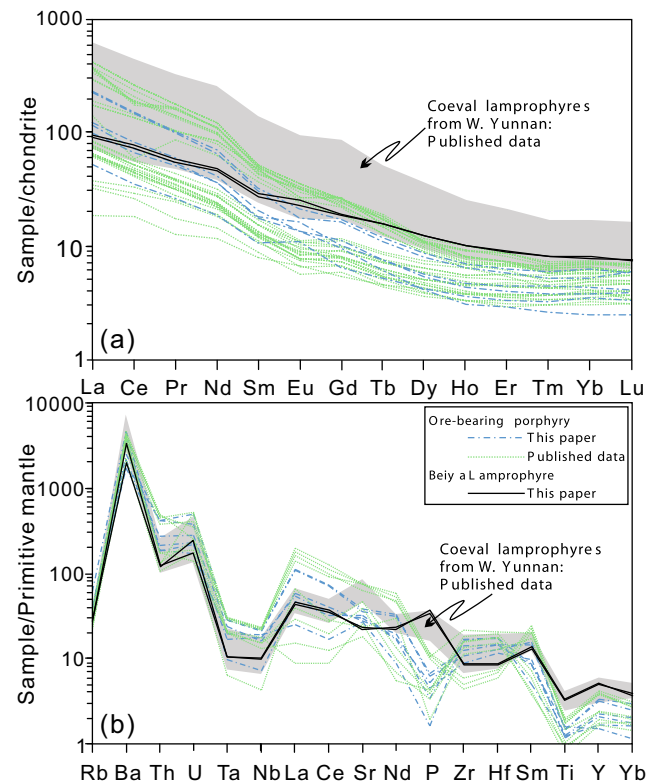 1000
100
10
1
Sample/chondrite
Coeval lamprophyres
from W. Yunnan:
Published data
(a)
La Ce Pr Nd Sm Eu Gd Tb Dy Ho Er Tm Yb Lu
10000
1000
100
10
1
Sample/Primitive mantle
Ore-bearing porphyry
This paper
Published data
Beiya Lamprophyre
This paper
Coeval lamprophyres
from W. Yunnan:
Published data
(b)
Rb Ba Th U Ta Nb La Ce Sr Nd P Zr Hf Sm Ti Y Yb